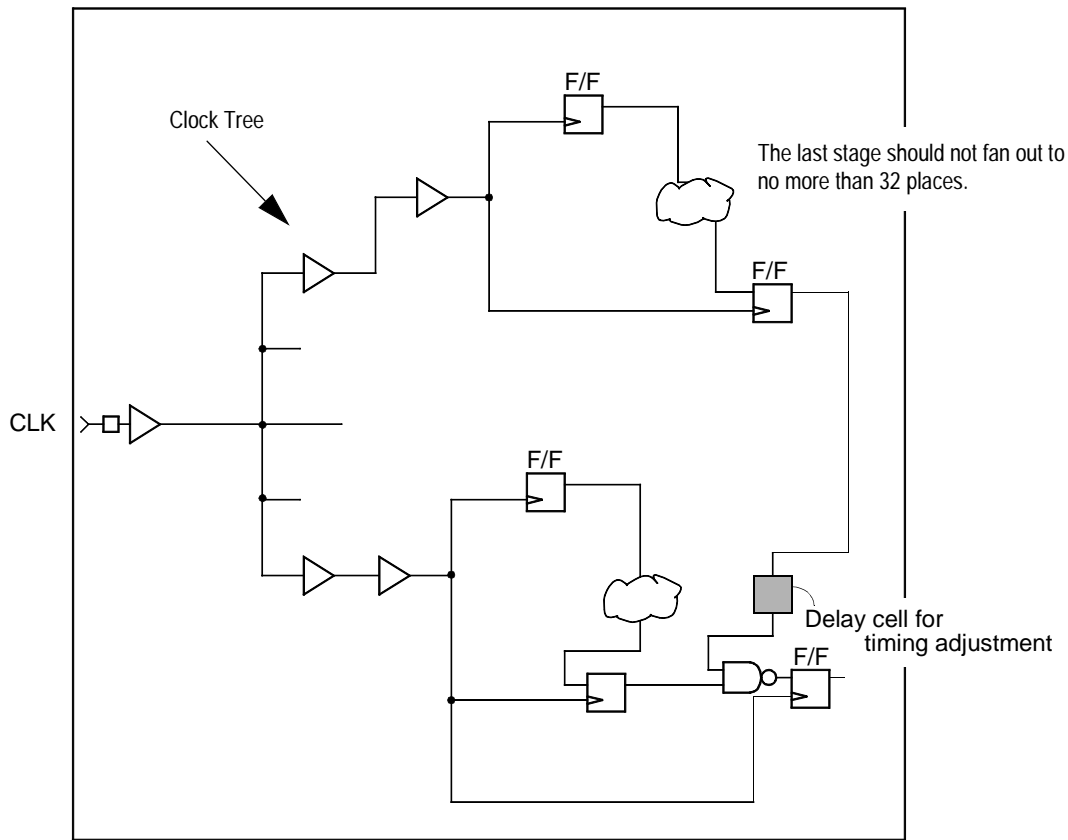 F/F
Clock Tree
The last stage should not fan out to
no more than 32 places.
F/F
CLK
F/F
Delay cell for
timing adjustment
F/F